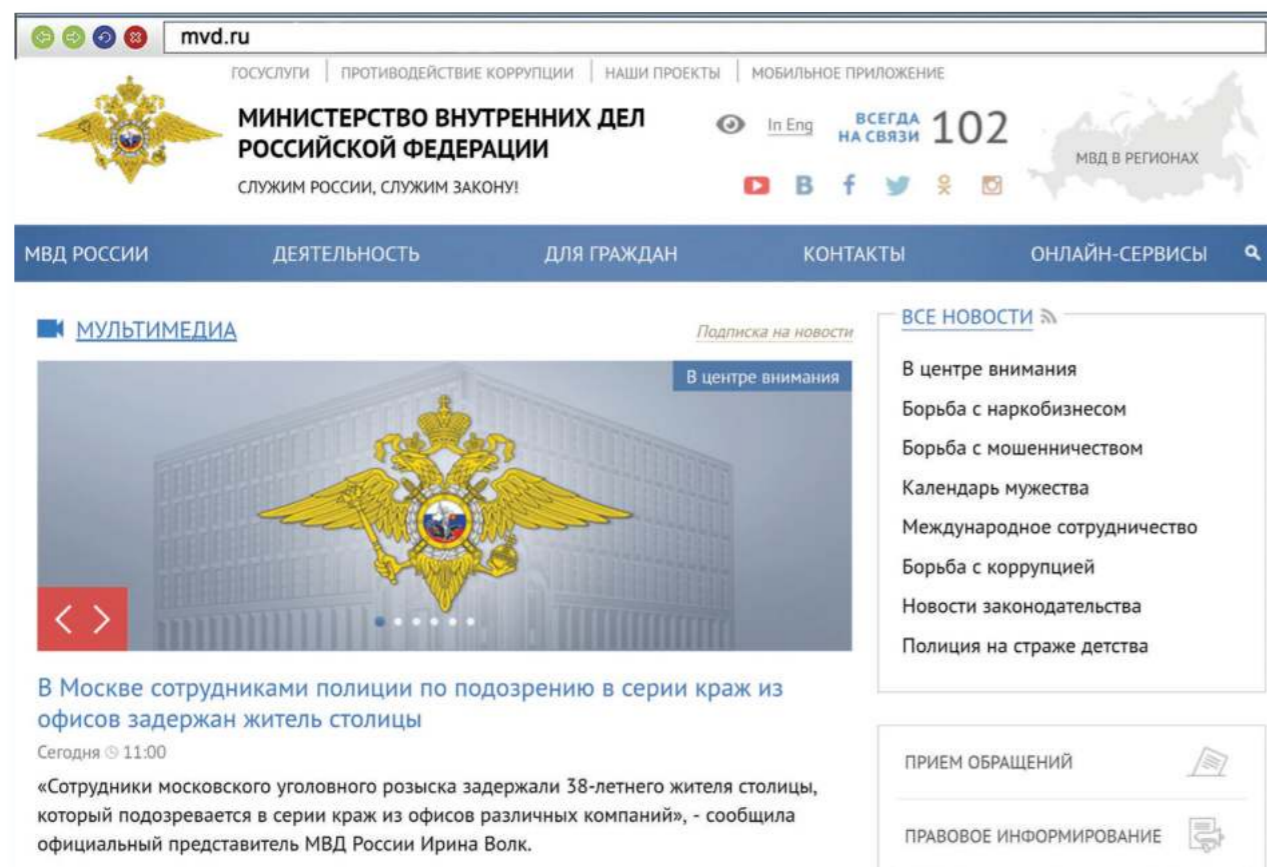 mvd.ru
ГОСУСЛУГИ | ПРОТИВОДЕЙСТВИЕ КОРРУПЦИИ | НАШИ ПРОЕКТЫ | МОБИЛЬНОЕ ПРИЛОЖЕНИЕ
МИНИСТЕРСТВО ВНУТРЕННИХ ДЕЛ
РОССИЙСКОЙ ФЕДЕРАЦИИ
СЛУЖИМ РОССИИ, СЛУЖИМ ЗАКОНУ!
In Eng
ВСЕГДА
НА СВЯЗИ
102
МВД В РЕГИОНАХ
МВД РОССИИ ДЕЯТЕЛЬНОСТЬ ДЛЯ ГРАЖДАН КОНТАКТЫ ОНЛАЙН-СЕРВИСЫ
МУЛЬТИМЕДИА
Подписка на новости
В центре внимания
В Москве сотрудниками полиции по подозрению в серии краж из
офисов задержан житель столицы
Сегодня 11:00
«Сотрудники московского уголовного розыска задержали 38-летнего жителя столицы,
который подозревается в серии краж из офисов различных компаний», - сообщила
официальный представитель МВД России Ирина Волк.
ВСЕ НОВОСТИ
В центре внимания
Борьба с наркобизнесом
Борьба с мошенничеством
Календарь мужества
Международное сотрудничество
Борьба с коррупцией
Новости законодательства
Полиция на страже детства
ПРИЕМ ОБРАЩЕНИЙ
ПРАВОВОЕ ИНФОРМИРОВАНИЕ